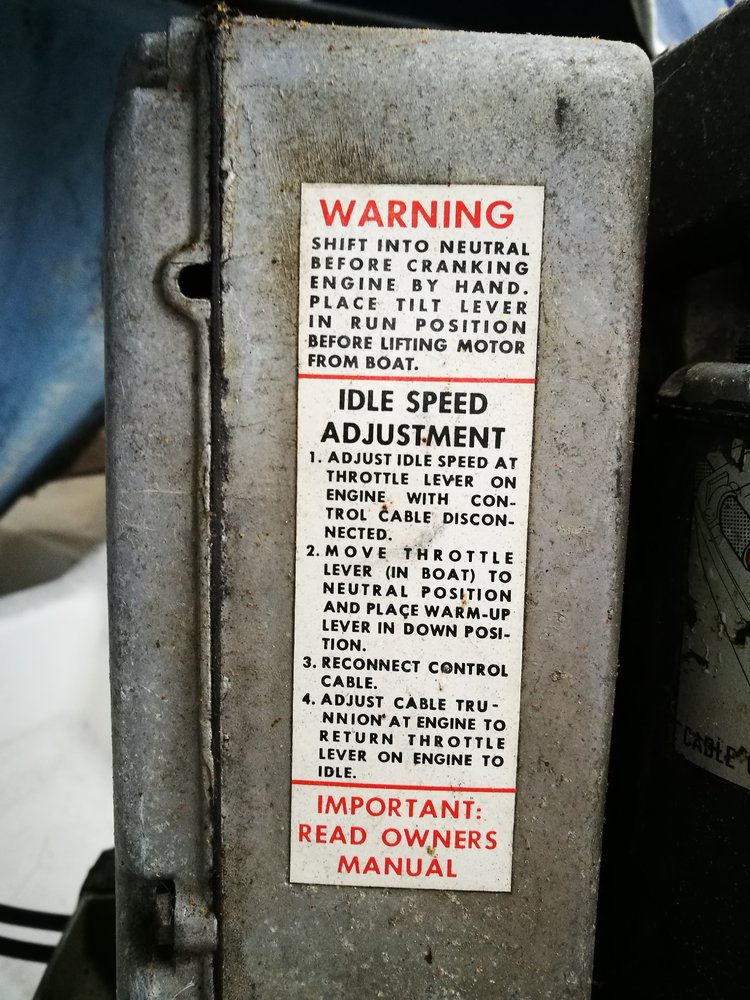 WARNING
SHIFT INTO NEUTRAL
BEFORE CRANKING
ENGINE BY HAND.
PLACE TILT LEVER
IN RUN POSITION
BEFORE LIFTING MOTOR
FROM BOAT.
IDLE SPEED
ADJUSTMENT
1. ADJUST IDLE SPEED AT
THROTTLE LEVER ON
ENGINE WITH CON-
TROL CABLE DISCON-
NECTED.
2. MOVE THROTTLE
LEVER (IN BOAT) TO
NEUTRAL POSITION
AND PLACE WARM-UP
LEVER IN DOWN POSI-
TION.
3. RECONNECT CONTROL
CABLE.
4. ADJUST CABLE TRU-
NNION AT ENGINE TO
RETURN THROTTLE
LEVER ON ENGINE TO
IDLE.
IMPORTANT:
READ OWNERS
MANUAL
CABLE